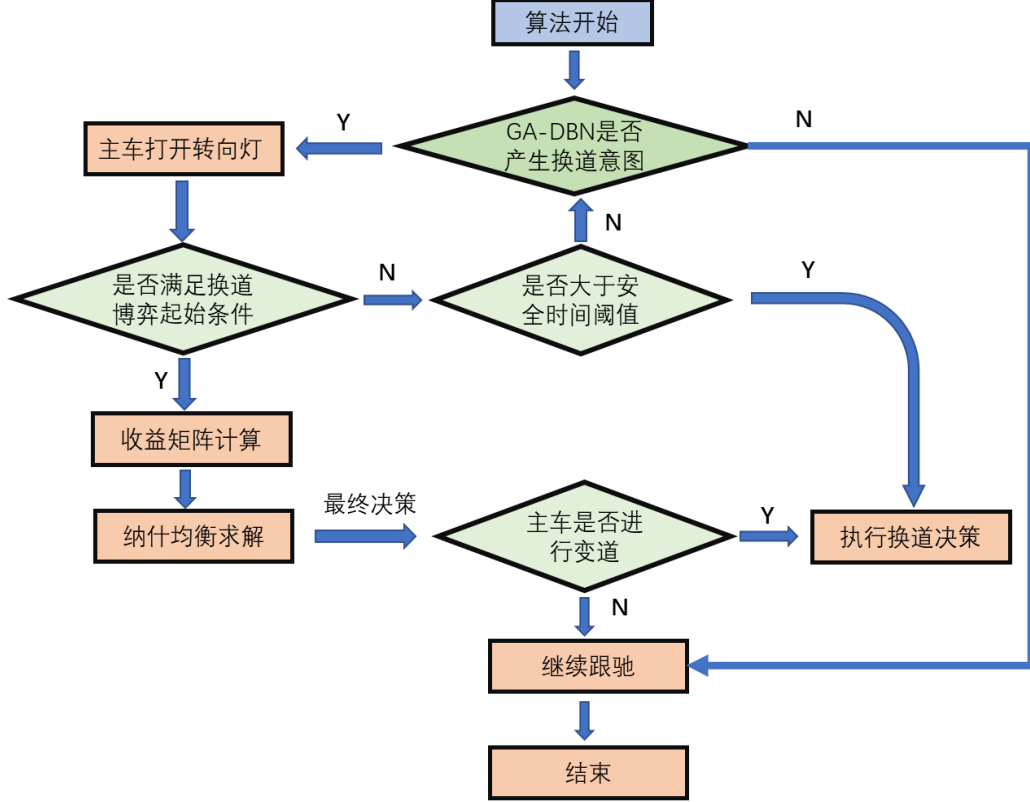 算法开始
GA-DBN是否
产生换道意图
Y
N
主车打开转向灯
N
是否满足换道
博弈起始条件
N
是否大于安
全时间阈值
Y
Y
收益矩阵计算
纳什均衡求解
最终决策
主车是否进
行变道
Y
执行换道决策
N
继续跟驰
结束